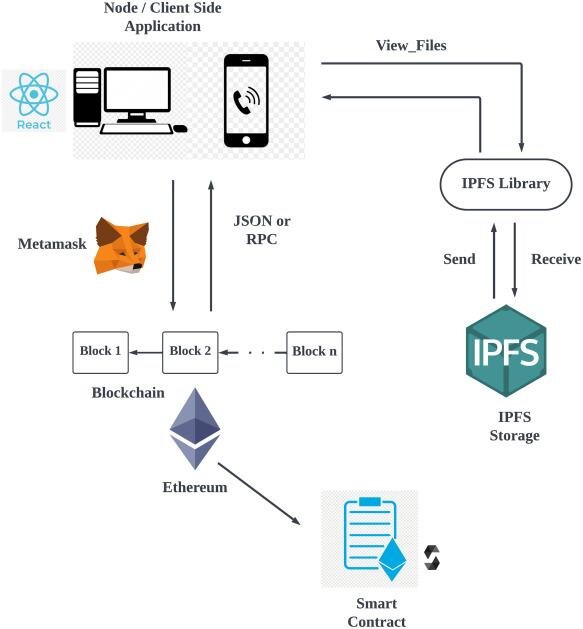 Node / Client Side
Application
View_Files
React
IPFS Library
JSON or
RPC
Metamask
Send
Receive
Block 1
Block 2
Block n
IPFS
Blockchain
IPFS
Storage
Ethereum
Smart
Contract